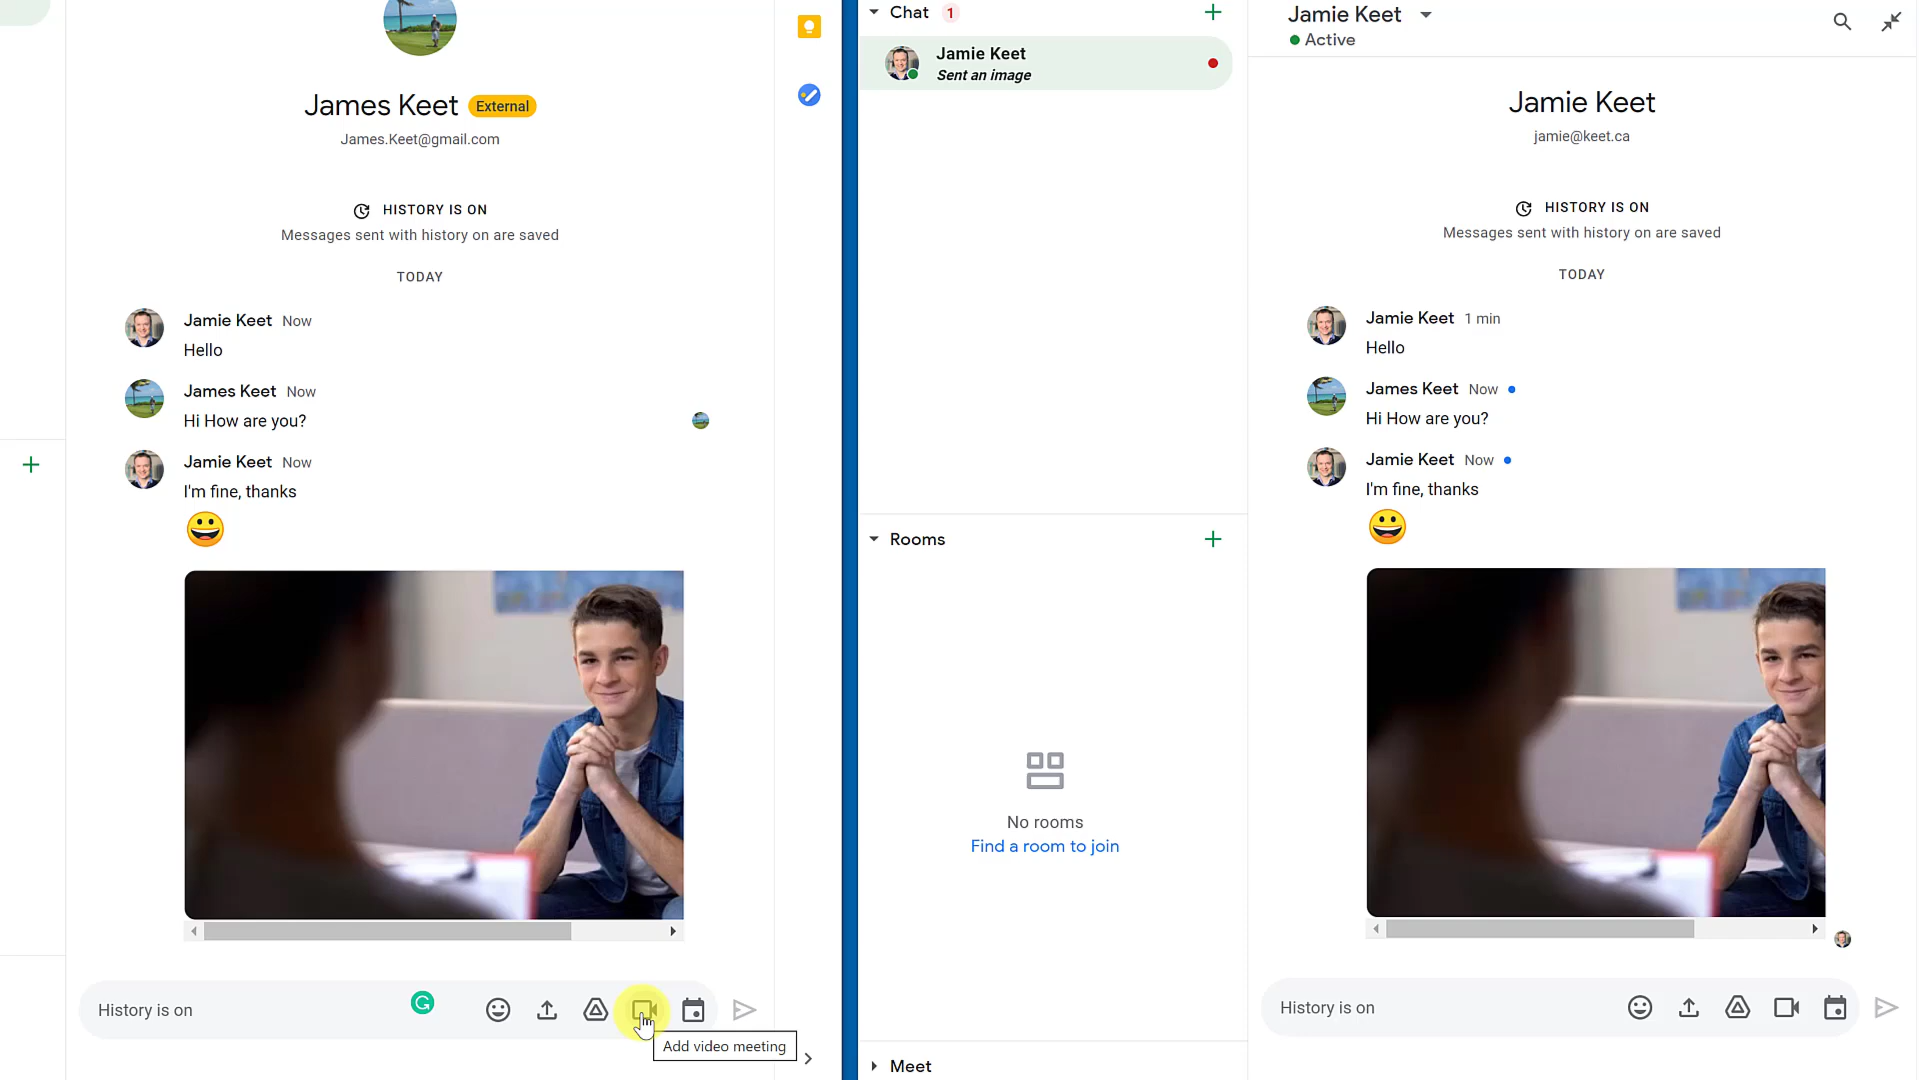 James Keet External
James.Keet@gmail.com
HISTORY IS ON
Messages sent with history on are saved
TODAY
Jamie Keet Now
Hello
James Keet Now
Hi How are you?
Jamie Keet Now
I'm fine, thanks
History is on
G
Add video meeting
Chat 1
Jamie Keet
Sent an image
Rooms
No rooms
Find a room to join
Meet
Jamie Keet
Active
Jamie Keet
jamie@keet.ca
HISTORY IS ON
Messages sent with history on are saved
TODAY
Jamie Keet 1 min
Hello
James Keet Now
Hi How are you?
Jamie Keet Now
I'm fine, thanks
History is on